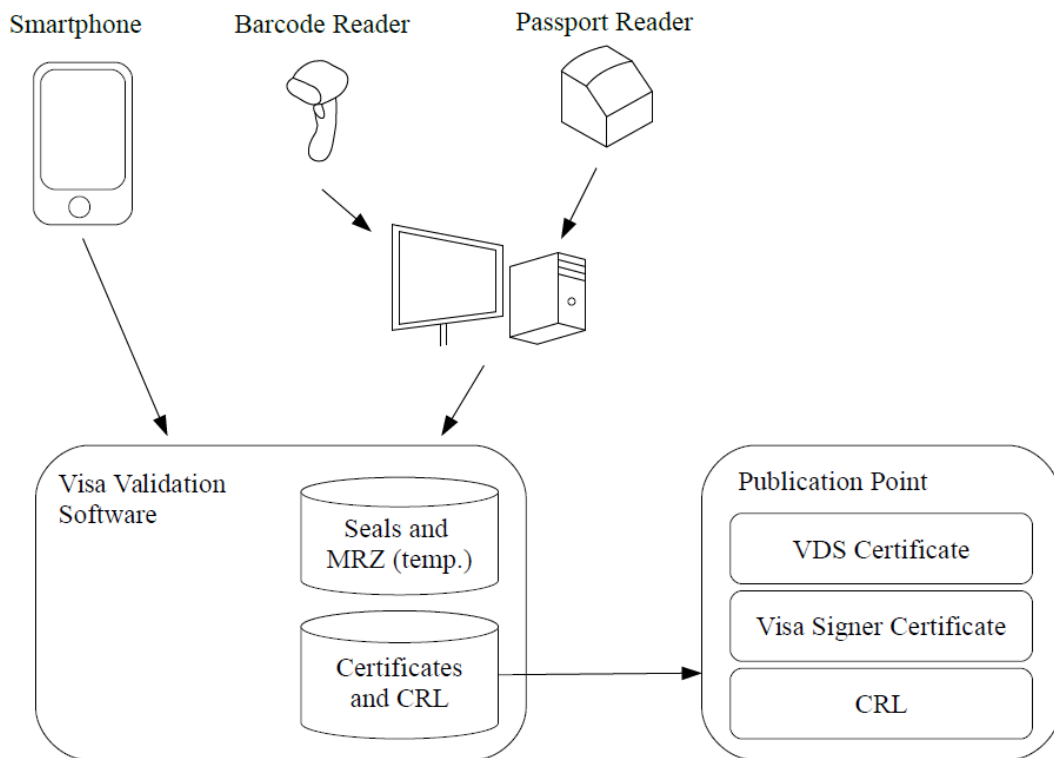 Smartphone
Barcode Reader
Passport Reader
Visa Validation
Software
Seals and
MRZ (temp.)
Certificates
and CRL
Publication Point
VDS Certificate
Visa Signer Certificate
CRL